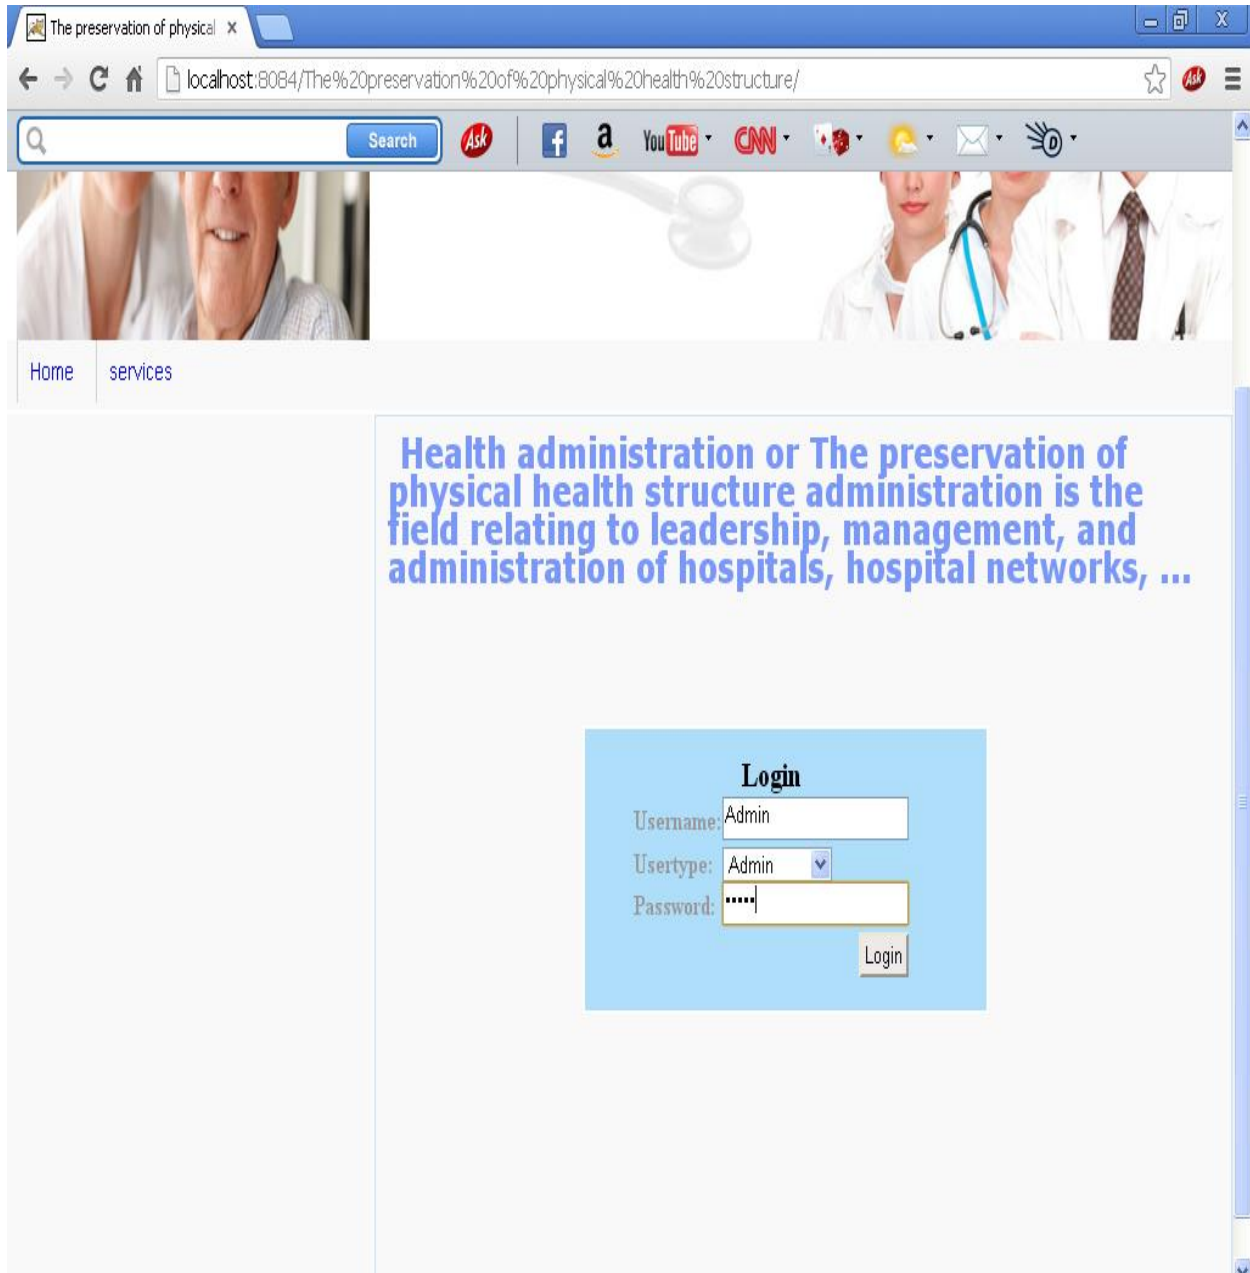 The preservation of physical
localhost:8084/The%20preservation%20of%20physical%20health%20structure/
Search Ask a YouTube CNN D
Ask
Home services
Health administration or The preservation of
physical health structure administration is the
field relating to leadership, management, and
administration of hospitals, hospital networks, ...
Login
Username: Admin
Usertype: Admin
Password: •••••
Login